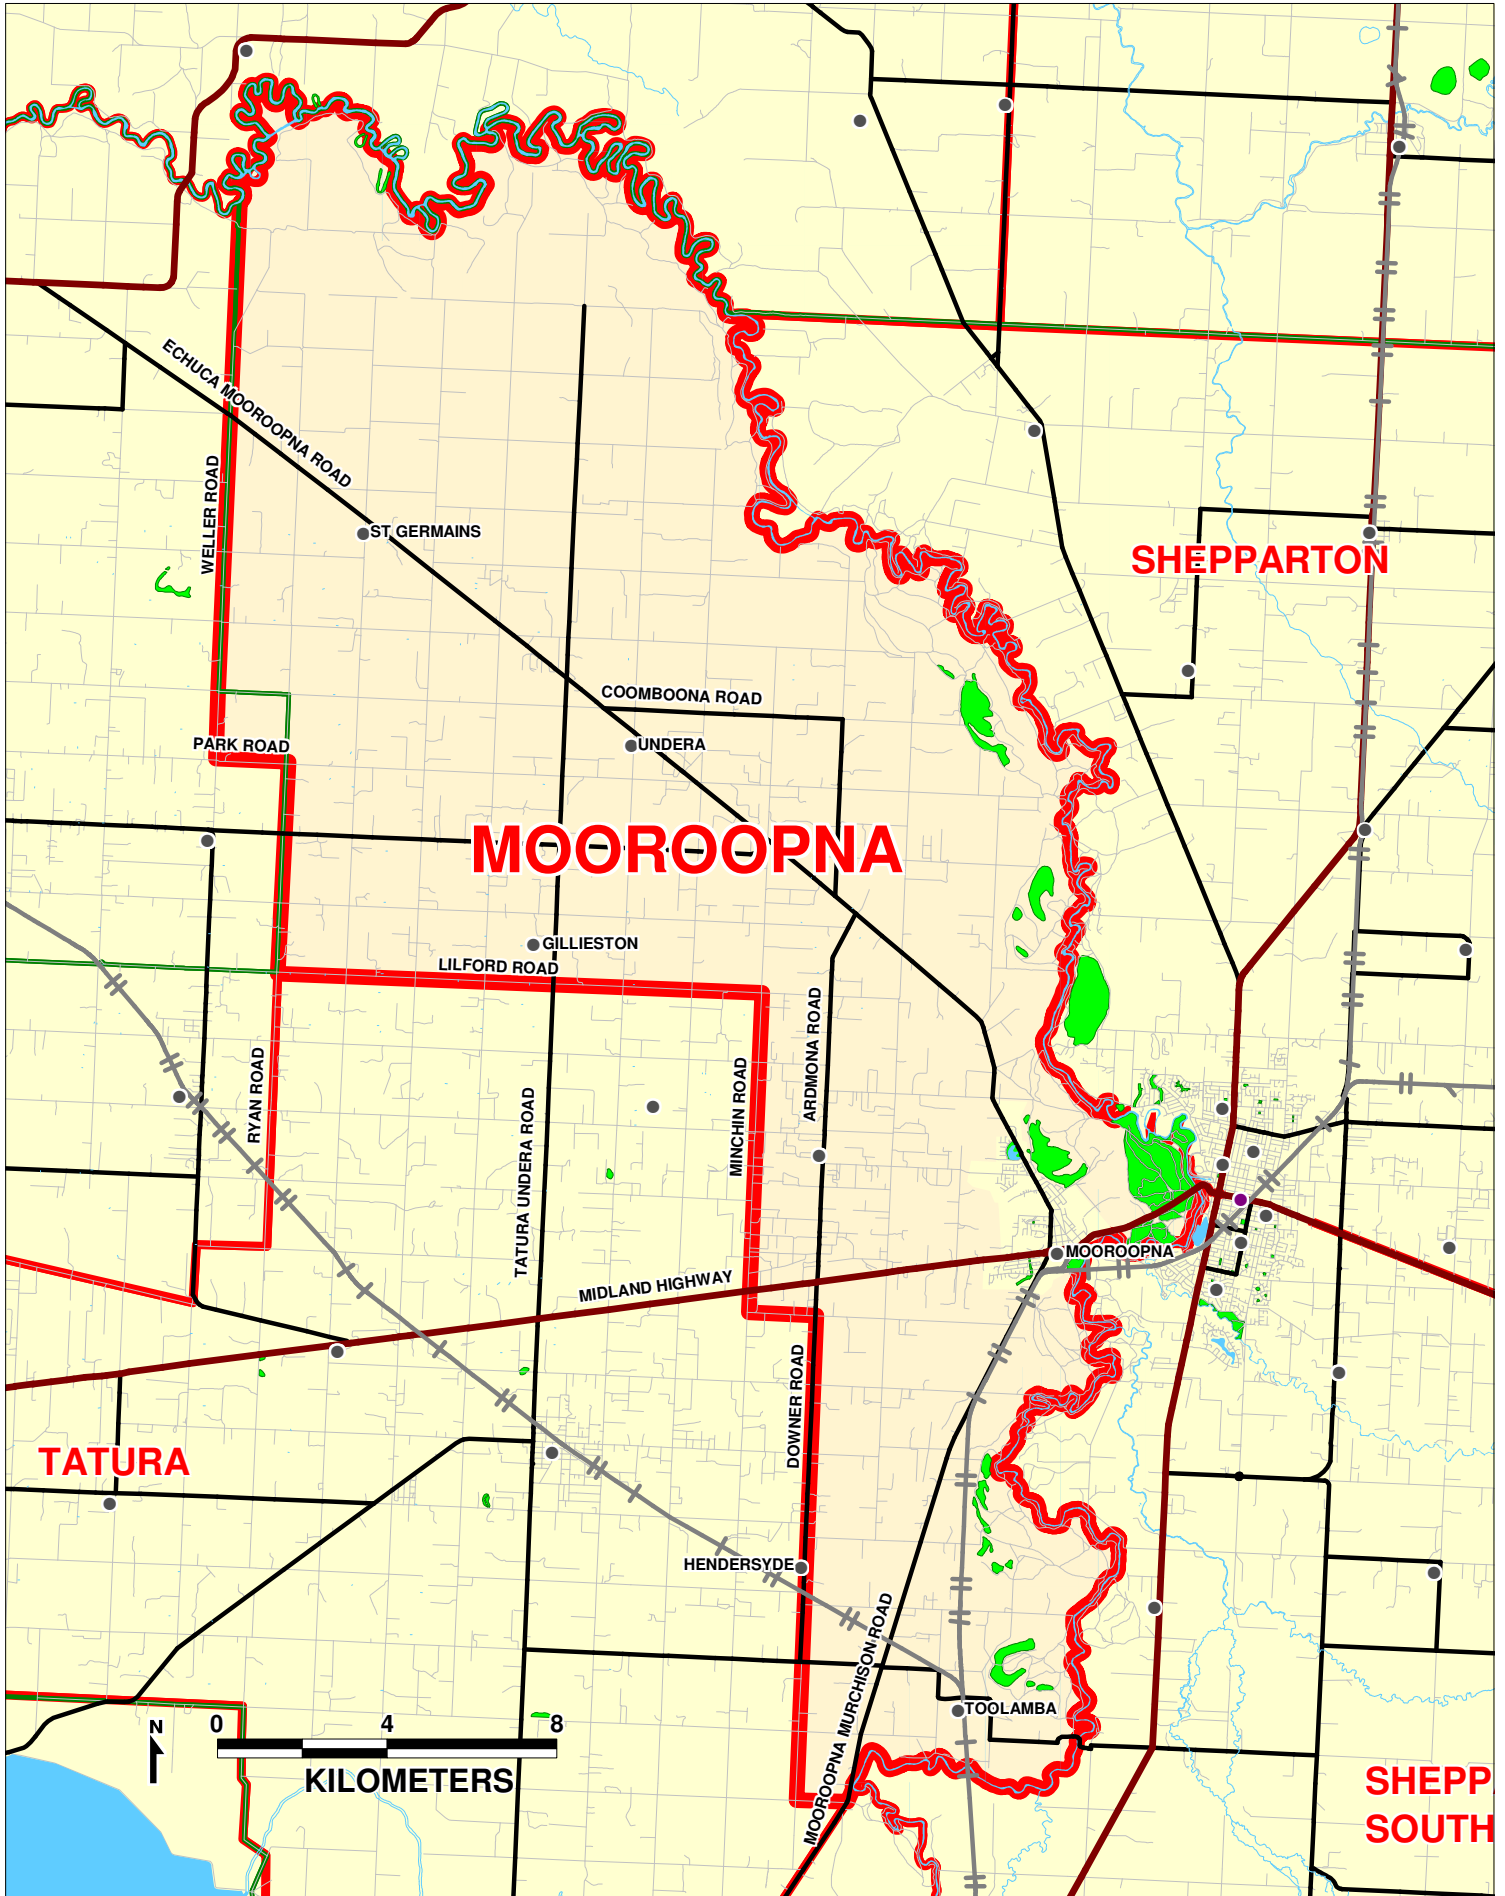 ECHUCA MOOROOPNA ROAD
WELLER ROAD
ST GERMAINS
SHEPPARTON
COOMBOONA ROAD
PARK ROAD
UNDERA
MOOROOPNA
GILLIESTON
LILFORD ROAD
RYAN ROAD
TATURA UNDERA ROAD
MINCHIN ROAD
ARDMONA ROAD
MOOROOPNA
MIDLAND HIGHWAY
DOWNER ROAD
TATURA
HENDERSYDE
MOOROOPNA MURCHISON ROAD
TOOLAMBA
N
0 4 8
KILOMETERS
SHEPP
SOUTH